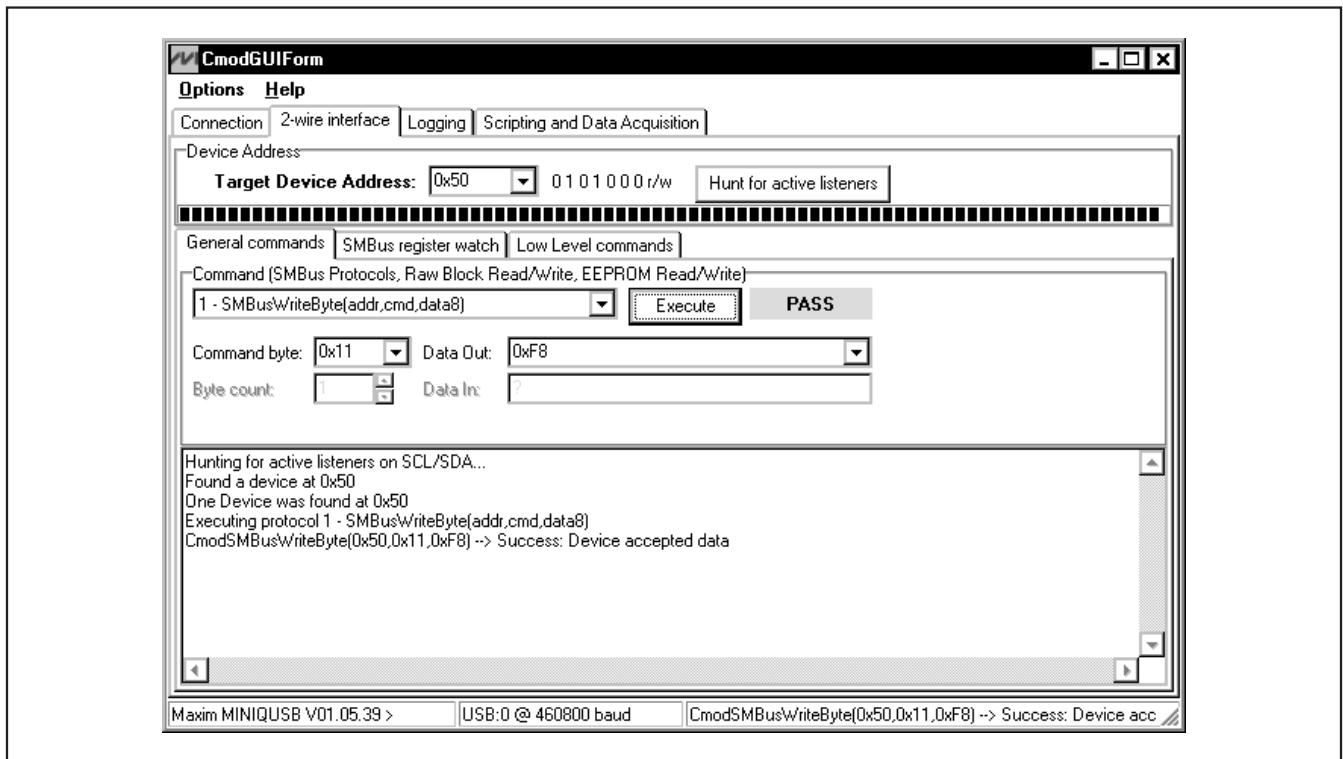 CmodGUIForm
Options Help
Connection 2-wire interface Logging Scripting and Data Acquisition
Device Address
Target Device Address: 0x50 0 1 0 1 0 0 0 r/w Hunt for active listeners
General commands SMBus register watch Low Level commands
Command (SMBus Protocols, Raw Block Read/Write, EEPROM Read/Write)
1 - SMBusWriteByte(addr,cmd,data8) Execute PASS
Command byte: 0x11 Data Out: 0xF8
Byte count: 1 Data In: ?
Hunting for active listeners on SCL/SDA...
Found a device at 0x50
One Device was found at 0x50
Executing protocol 1 - SMBusWriteByte(addr,cmd,data8)
CmodSMBusWriteByte(0x50,0x11,0xF8) --> Success: Device accepted data
Maxim MINIQUSB V01.05.39 > USB:0 @ 460800 baud CmodSMBusWriteByte(0x50,0x11,0xF8) --> Success: Device acc